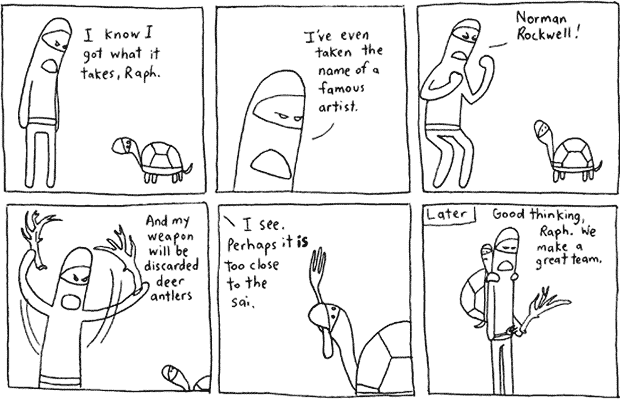 I know I
got what it
takes, Raph.
I've even
taken the
name of a
famous
artist.
Norman
Rockwell!
And my
weapon
will be
discarded
deer
antlers
I see.
Perhaps it is
too close
to the
sai.
Later
Good thinking,
Raph. We
make a
great team.